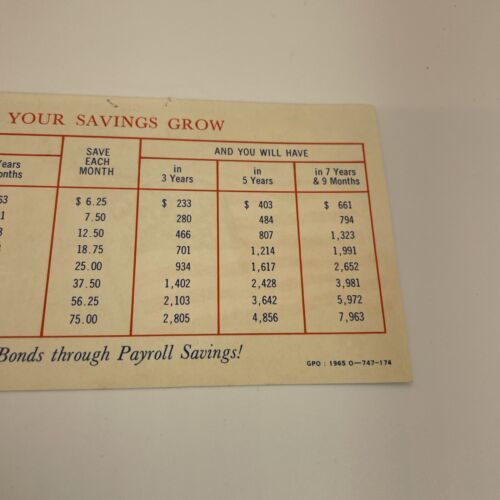 YOUR SAVINGS GROW
SAVE EACH MONTH
AND YOU WILL HAVE
in 3 Years
in 5 Years
in 7 Years & 9 Months
$ 6.25 $ 233 $ 403 $ 661
7.50 280 484 794
12.50 466 807 1,323
18.75 701 1,214 1,991
25.00 934 1,617 2,652
37.50 1,402 2,428 3,981
56.25 2,103 3,642 5,972
75.00 2,805 4,856 7,963
Bonds through Payroll Savings!
GPO : 1965 O—747-174